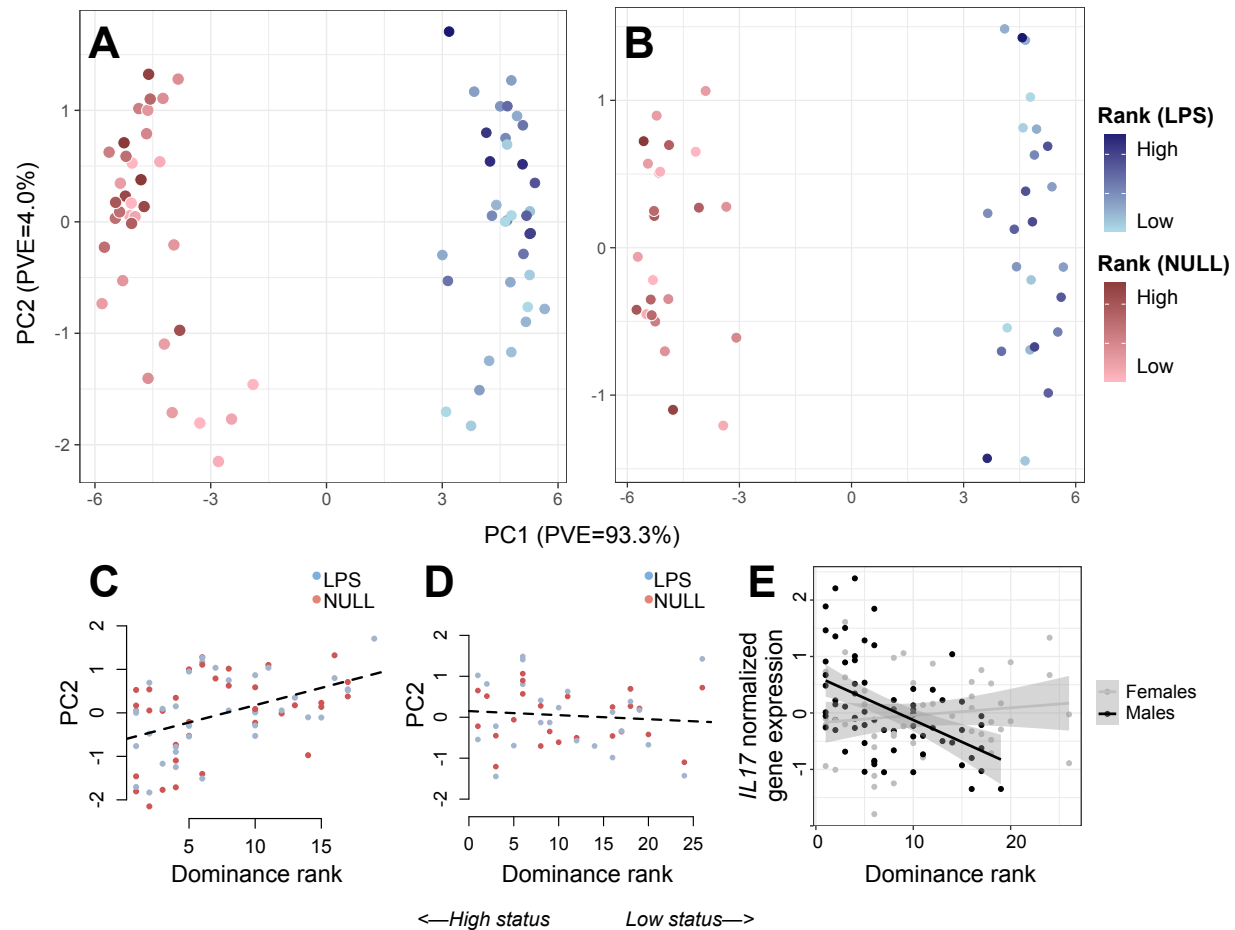 A
B
PC2 (PVE=4.0%)
1
0
-1
-2
-6
-3
0
3
6
1
0
-1
-6
-3
0
3
6
PC1 (PVE=93.3%)
Rank (LPS)
High
Low
Rank (NULL)
High
Low
C
LPS
NULL
PC2
2
1
0
-1
-2
5
10
15
Dominance rank
D
LPS
NULL
PC2
2
1
0
-1
-2
0
5
10
15
20
25
Dominance rank
E
IL17 normalized
gene expression
2
1
0
-1
0
10
20
Dominance rank
Females
Males
<—High status
Low status—>